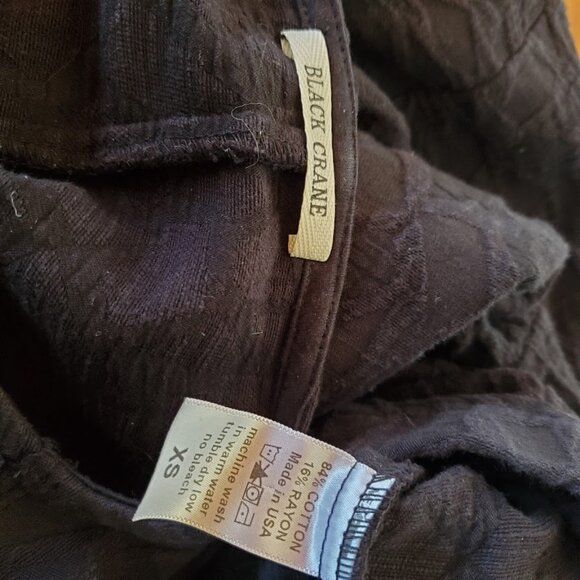 BLACK CRANE
84% COTTON
16% RAYON
Made in USA
machine wash
in warm water
tumble dry low
no bleach
XS